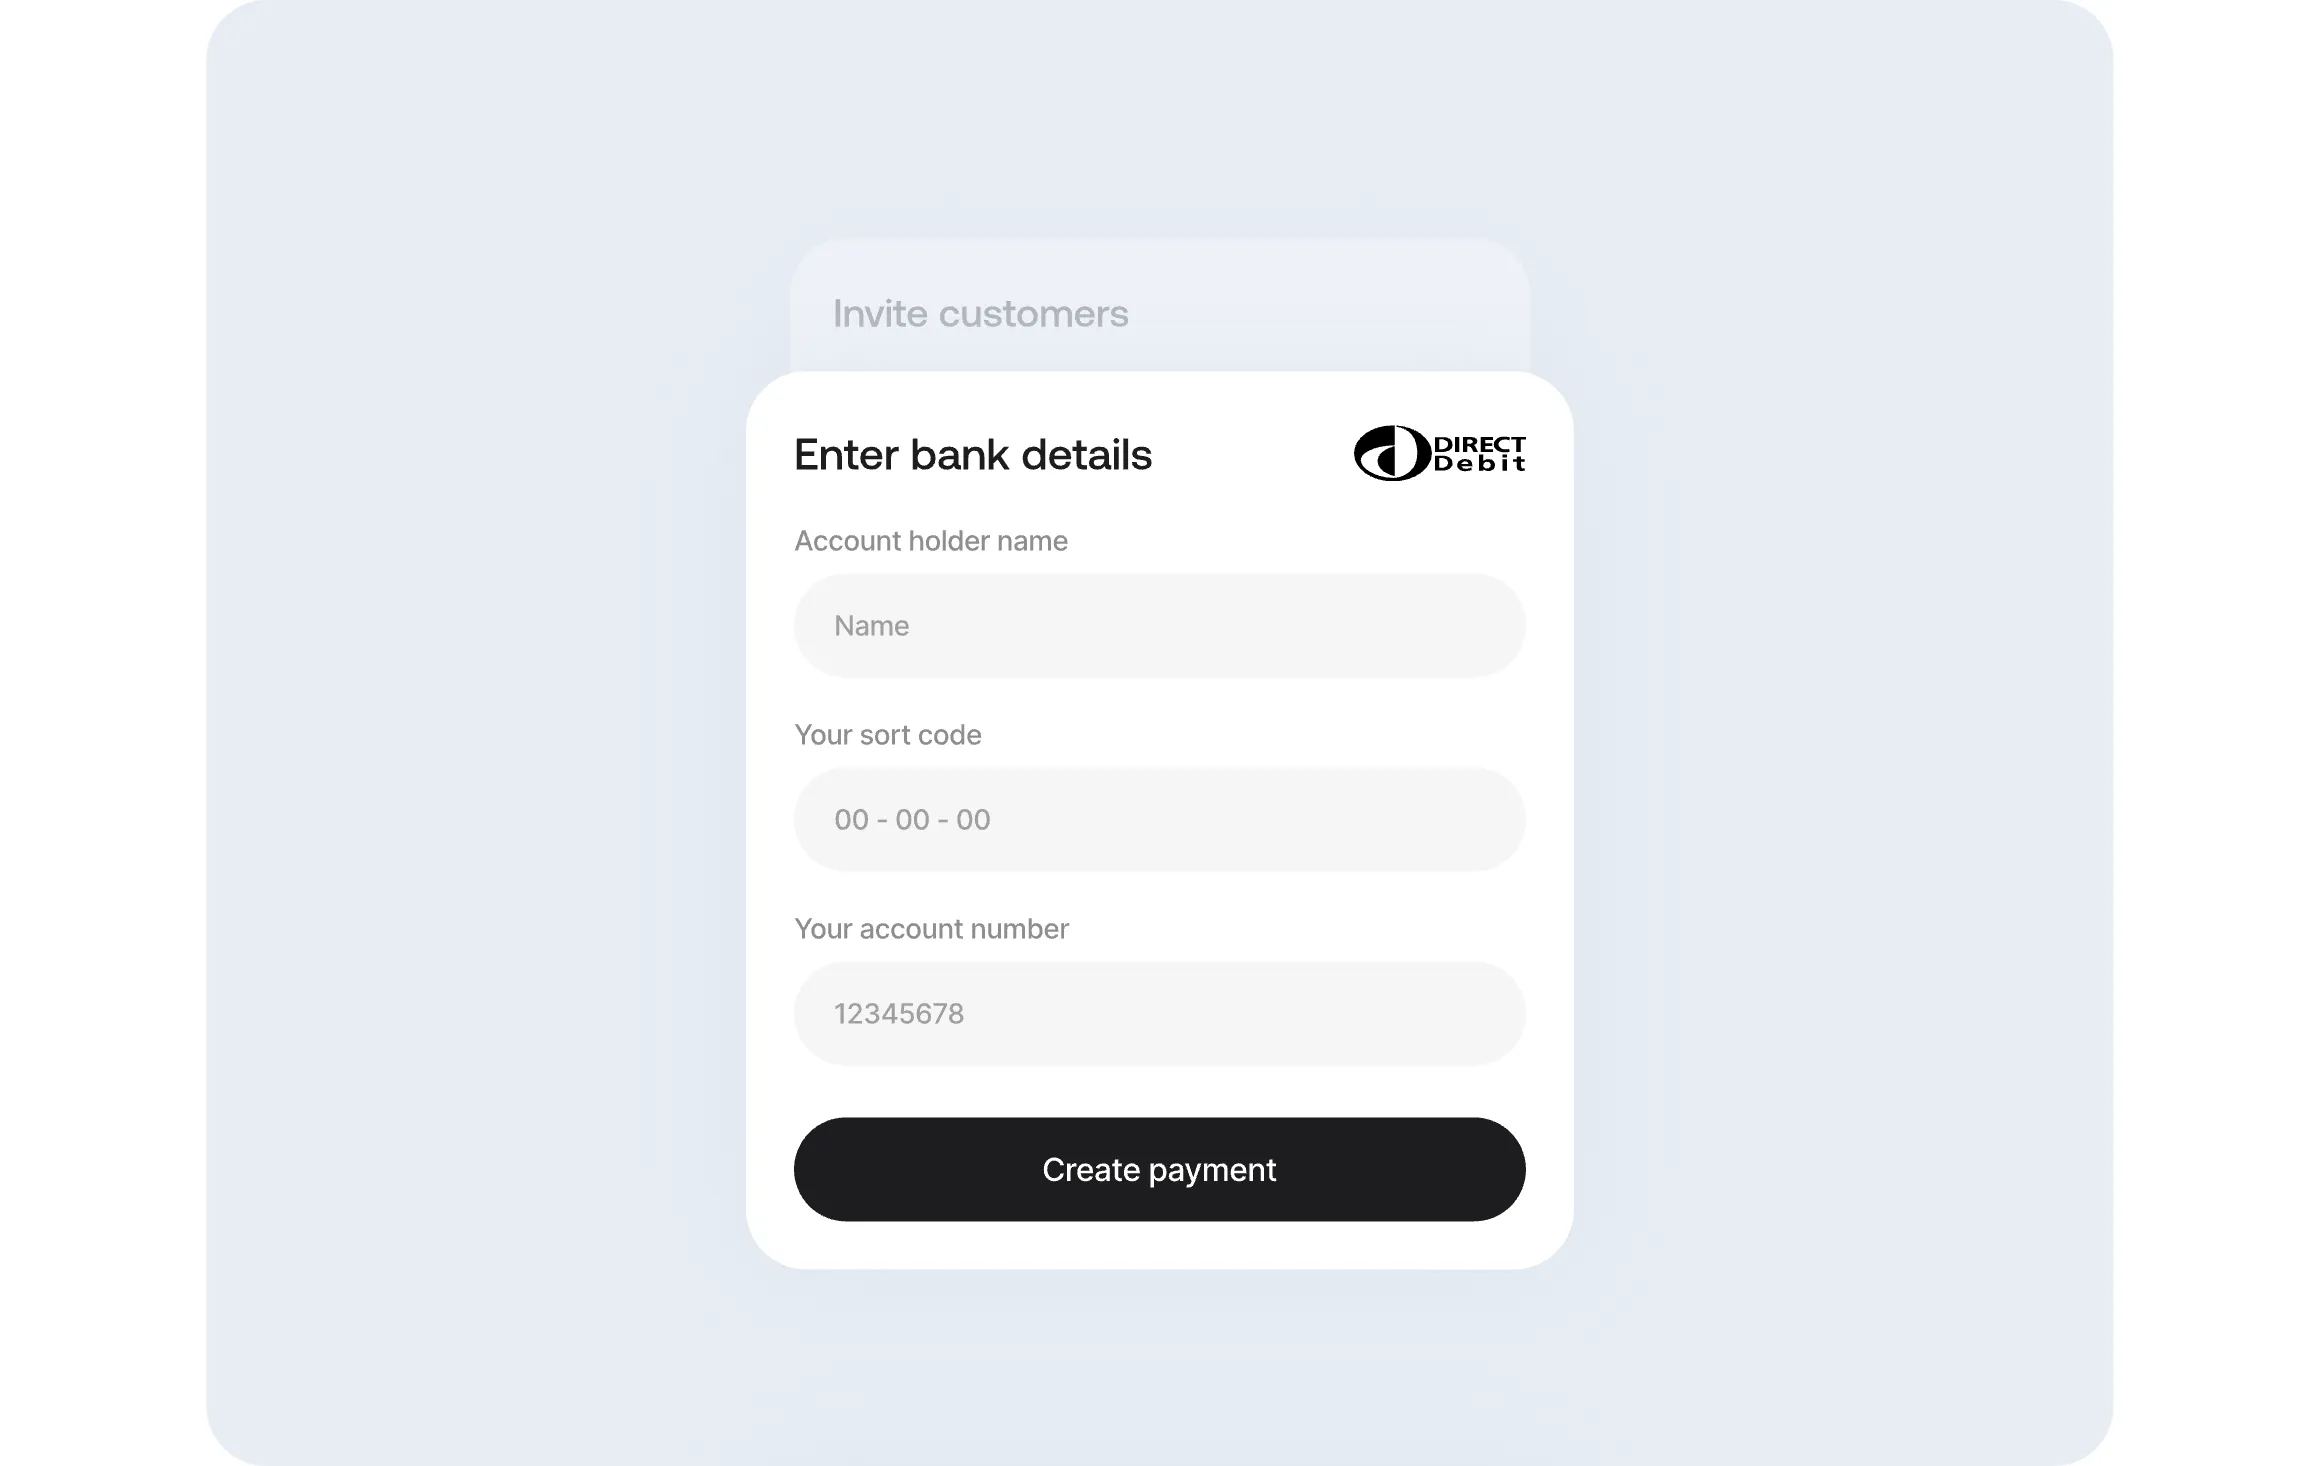 Invite customers
Enter bank details
DIRECT
Debit
Account holder name
Name
Your sort code
00 - 00 - 00
Your account number
12345678
Create payment